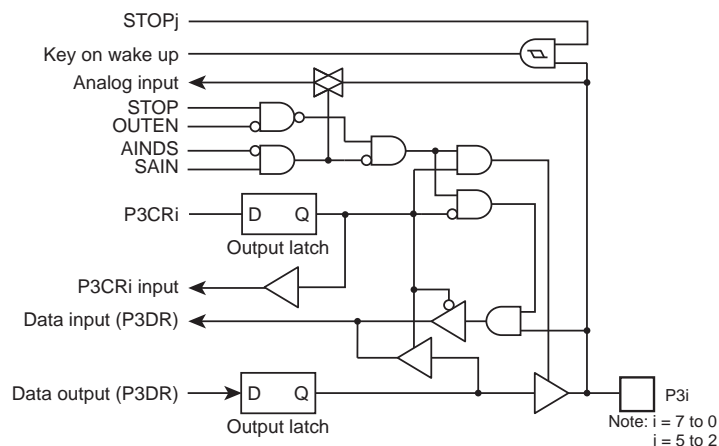 STOPj
Key on wake up
Analog input
STOP
OUTEN
AINDS
SAIN
P3CRi
D Q
Output latch
P3CRi input
Data input (P3DR)
Data output (P3DR)
D Q
Output latch
P3i
Note: i = 7 to 0
i = 5 to 2